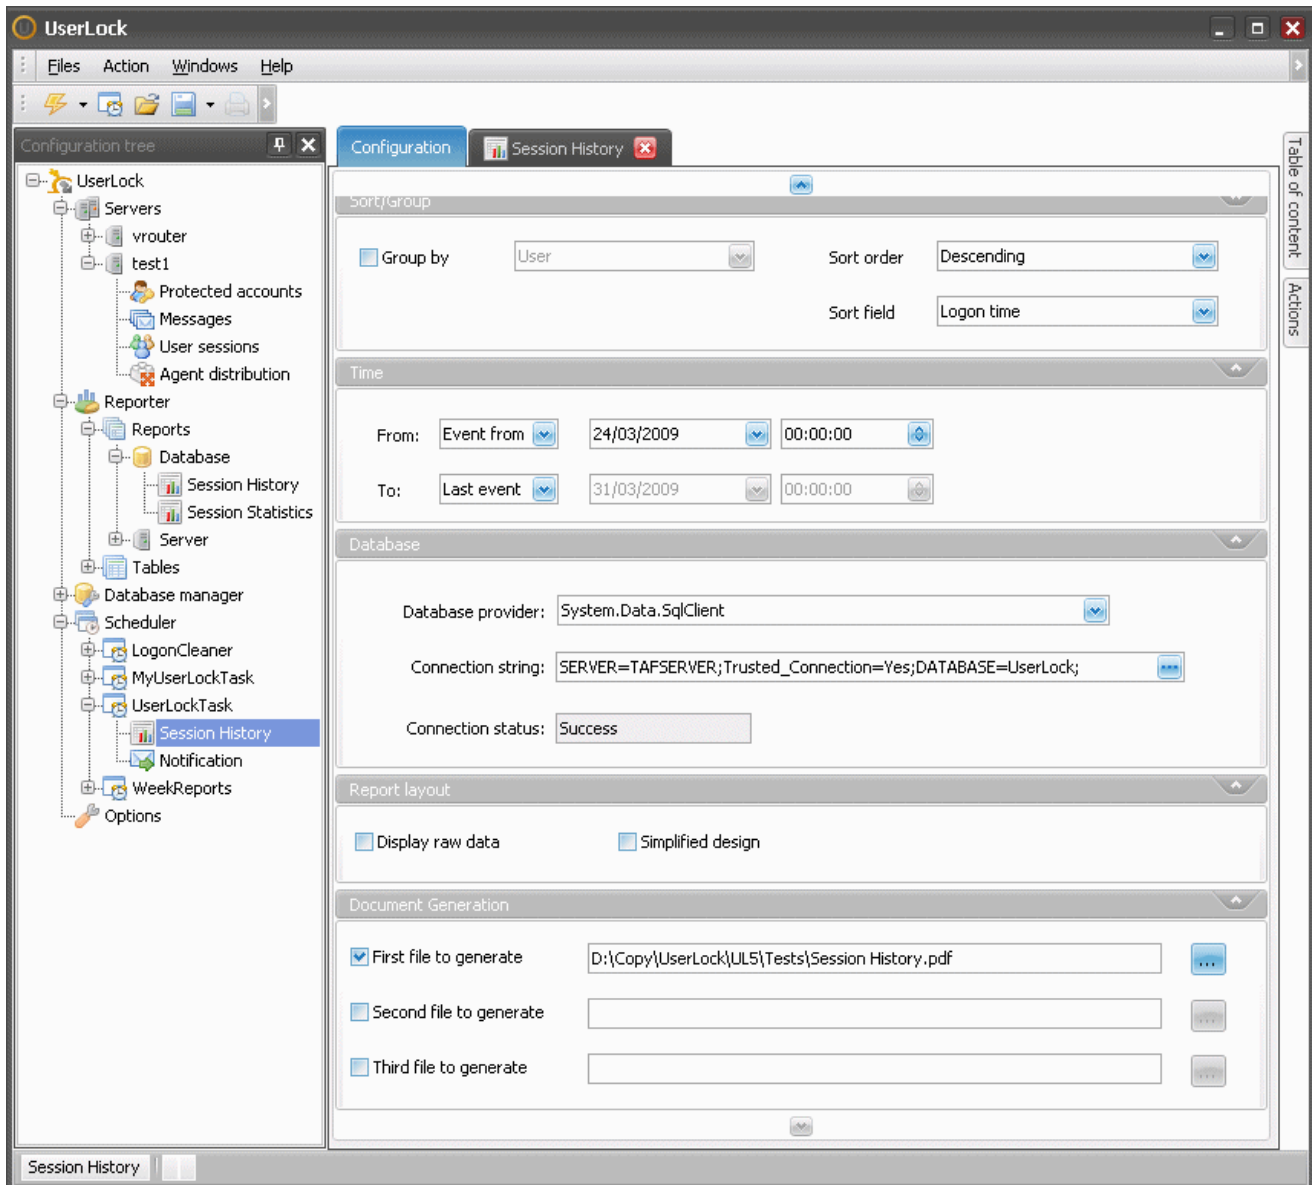 UserLock
Files Action Windows Help
Configuration tree
UserLock
Servers
vrouter
test1
Protected accounts
Messages
User sessions
Agent distribution
Reporter
Reports
Database
Session History
Session Statistics
Server
Tables
Database manager
Scheduler
LogonCleaner
MyUserLockTask
UserLockTask
Session History
Notification
WeekReports
Options
Configuration
Session History
Sort/Group
Group by User Sort order Descending
Sort field Logon time
Time
From: Event from 24/03/2009 00:00:00
To: Last event 31/03/2009 00:00:00
Database
Database provider: System.Data.SqlClient
Connection string: SERVER=TAFSERVER;Trusted_Connection=Yes;DATABASE=UserLock;
Connection status: Success
Report layout
Display raw data Simplified design
Document Generation
First file to generate D:\Copy\UserLock\UL5\Tests\Session History.pdf ...
Second file to generate ...
Third file to generate ...
Table of content
Actions
Session History